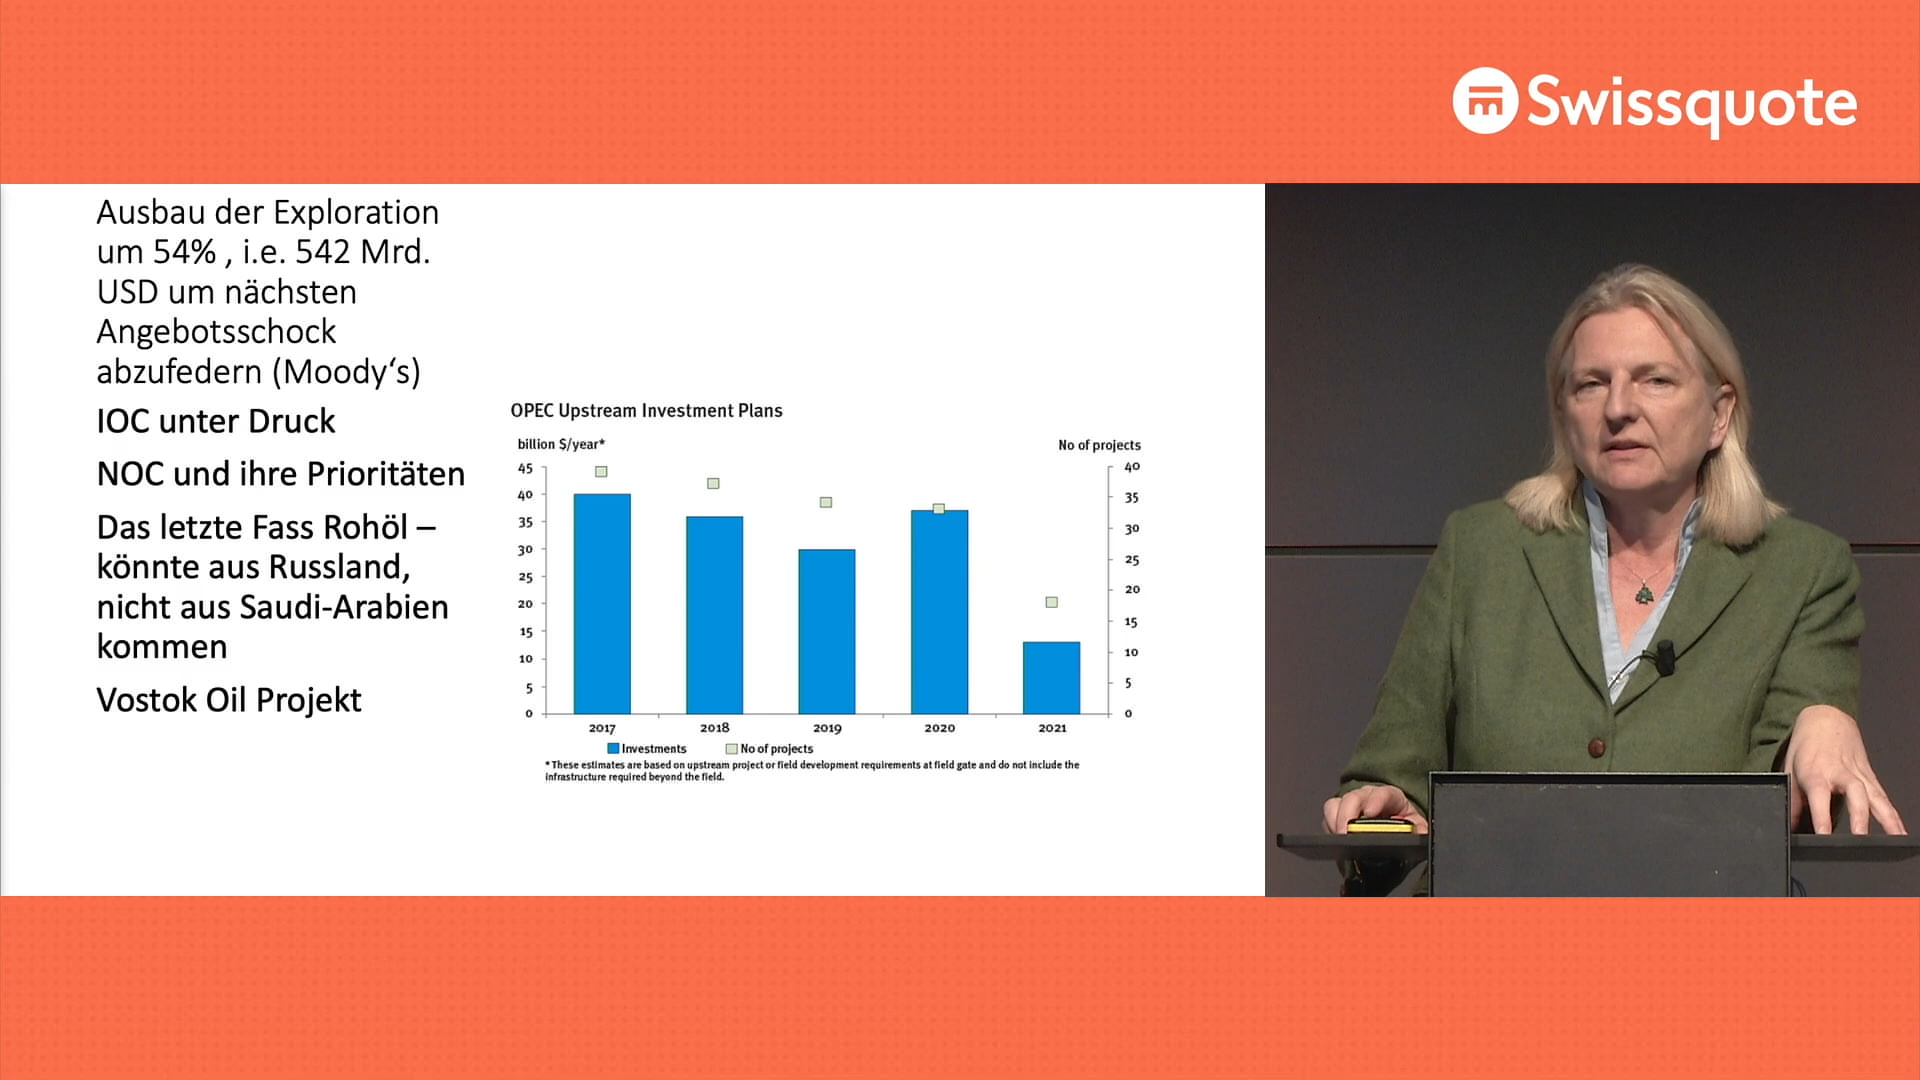 Swissquote
Ausbau der Exploration
um 54% , i.e. 542 Mrd.
USD um nächsten
Angebotsschock
abzufedern (Moody‘s)
IOC unter Druck
NOC und ihre Prioritäten
Das letzte Fass Rohöl –
könnte aus Russland,
nicht aus Saudi-Arabien
kommen
Vostok Oil Projekt
OPEC Upstream Investment Plans
billion $/year*
No of projects
45
40
35
30
25
20
15
10
5
0
40
35
30
25
20
15
10
5
0
2017 2018 2019 2020 2021
Investments No of projects
* These estimates are based on upstream project or field development requirements at field gate and do not include the
infrastructure required beyond the field.